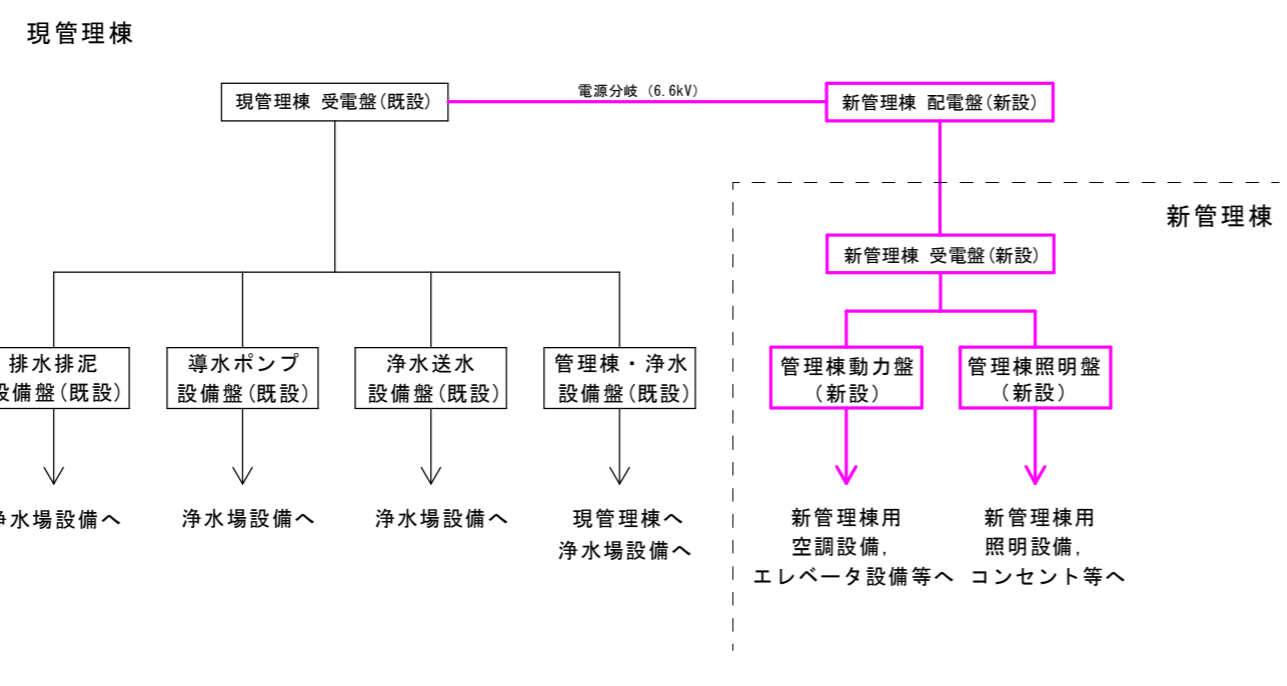 現管理棟
現管理棟 受電盤(既設)
電源分岐 (6.6kV)
新管理棟 配電盤(新設)
新管理棟
新管理棟 受電盤(新設)
排水排泥
設備盤(既設)
導水ポンプ
設備盤(既設)
浄水送水
設備盤(既設)
管理棟・浄水
設備盤(既設)
管理棟動力盤
(新設)
管理棟照明盤
(新設)
浄水場設備へ
浄水場設備へ
浄水場設備へ
現管理棟へ
浄水場設備へ
新管理棟用
空調設備,
エレベータ設備等へ
新管理棟用
照明設備,
コンセント等へ